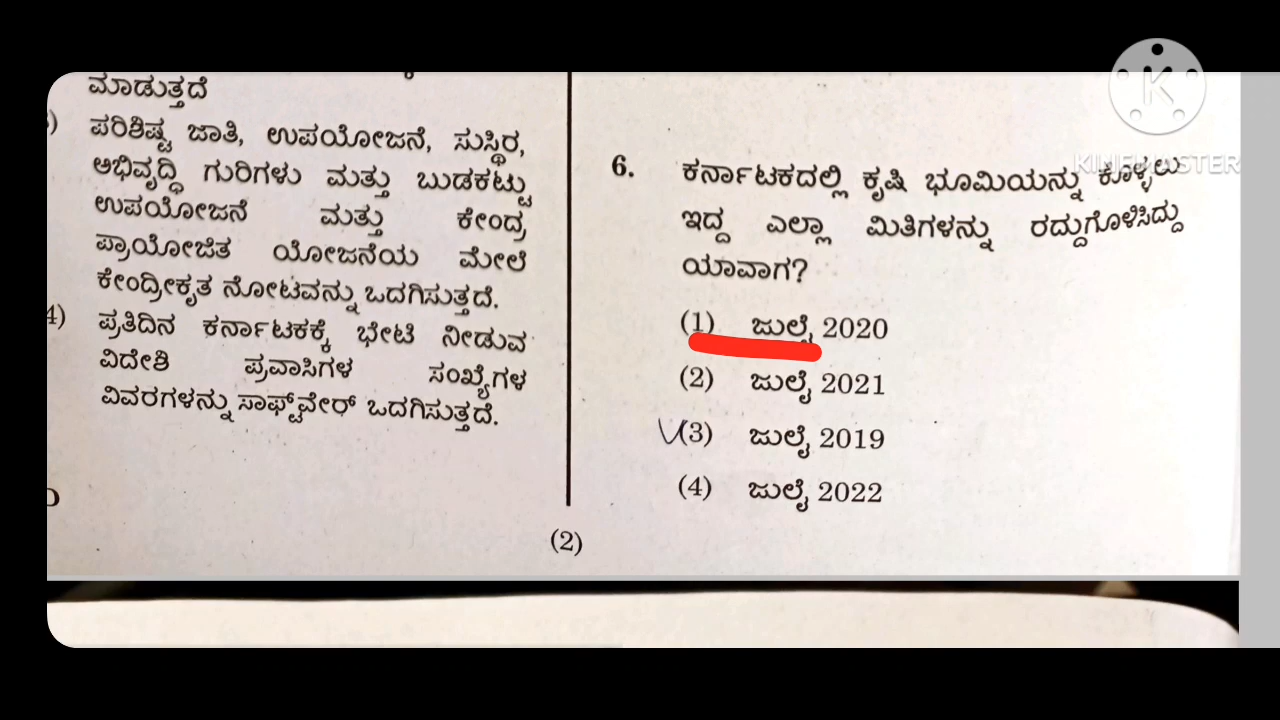 ಮಾಡುತ್ತದೆ
) ಪರಿಶಿಷ್ಟ ಜಾತಿ, ಉಪಯೋಜನೆ, ಸುಸ್ಥಿರ,
ಅಭಿವೃದ್ಧಿ ಗುರಿಗಳು ಮತ್ತು ಬುಡಕಟ್ಟು
ಉಪಯೋಜನೆ ಮತ್ತು ಕೇಂದ್ರ
ಪ್ರಾಯೋಜಿತ ಯೋಜನೆಯ ಮೇಲೆ
ಕೇಂದ್ರೀಕೃತ ನೋಟವನ್ನು ಒದಗಿಸುತ್ತದೆ.
4) ಪ್ರತಿದಿನ ಕರ್ನಾಟಕಕ್ಕೆ ಭೇಟಿ ನೀಡುವ
ವಿದೇಶಿ ಪ್ರವಾಸಿಗಳ ಸಂಖ್ಯೆಗಳ
ವಿವರಗಳನ್ನು ಸಾಫ್ಟ್‌ವೇರ್ ಒದಗಿಸುತ್ತದೆ.
6. ಕರ್ನಾಟಕದಲ್ಲಿ ಕೃಷಿ ಭೂಮಿಯನ್ನು ಕೊಳ್ಳಲು
ಇದ್ದ ಎಲ್ಲಾ ಮಿತಿಗಳನ್ನು ರದ್ದುಗೊಳಿಸಿದ್ದು
ಯಾವಾಗ?
(1) ಜುಲೈ 2020
(2) ಜುಲೈ 2021
(3) ಜುಲೈ 2019
(4) ಜುಲೈ 2022
(2)
K
KINEMASTER